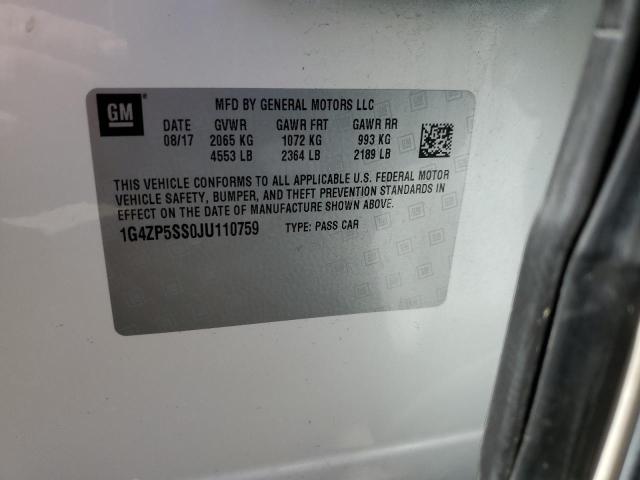 GM
MFD BY GENERAL MOTORS LLC
DATE GVWR GAWR FRT GAWR RR
08/17 2065 KG 1072 KG 993 KG
4553 LB 2364 LB 2189 LB
THIS VEHICLE CONFORMS TO ALL APPLICABLE U.S. FEDERAL MOTOR
VEHICLE SAFETY, BUMPER, AND THEFT PREVENTION STANDARDS IN
EFFECT ON THE DATE OF MANUFACTURE SHOWN ABOVE.
1G4ZP5SS0JU110759 TYPE: PASS CAR